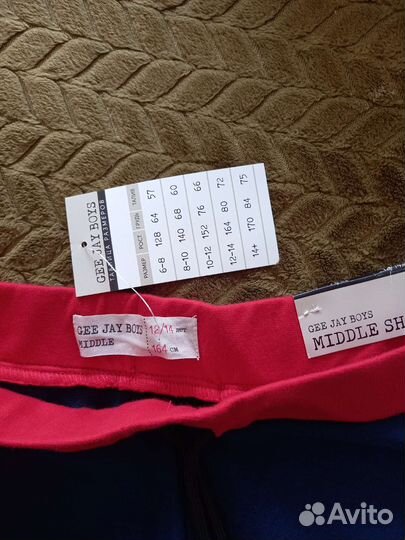 GEE JAY BOYS
ТАБЛИЦА РАЗМЕРОВ
РАЗМЕР РОСТ ГРУДЬ ТАЛИЯ
6-8 128 64 57
8-10 140 68 60
10-12 152 76 66
12-14 164 80 72
14+ 170 84 75
GEE JAY BOYS
MIDDLE
12/14 лет
164 см
GEE JAY BOYS
MIDDLE SH
Avito